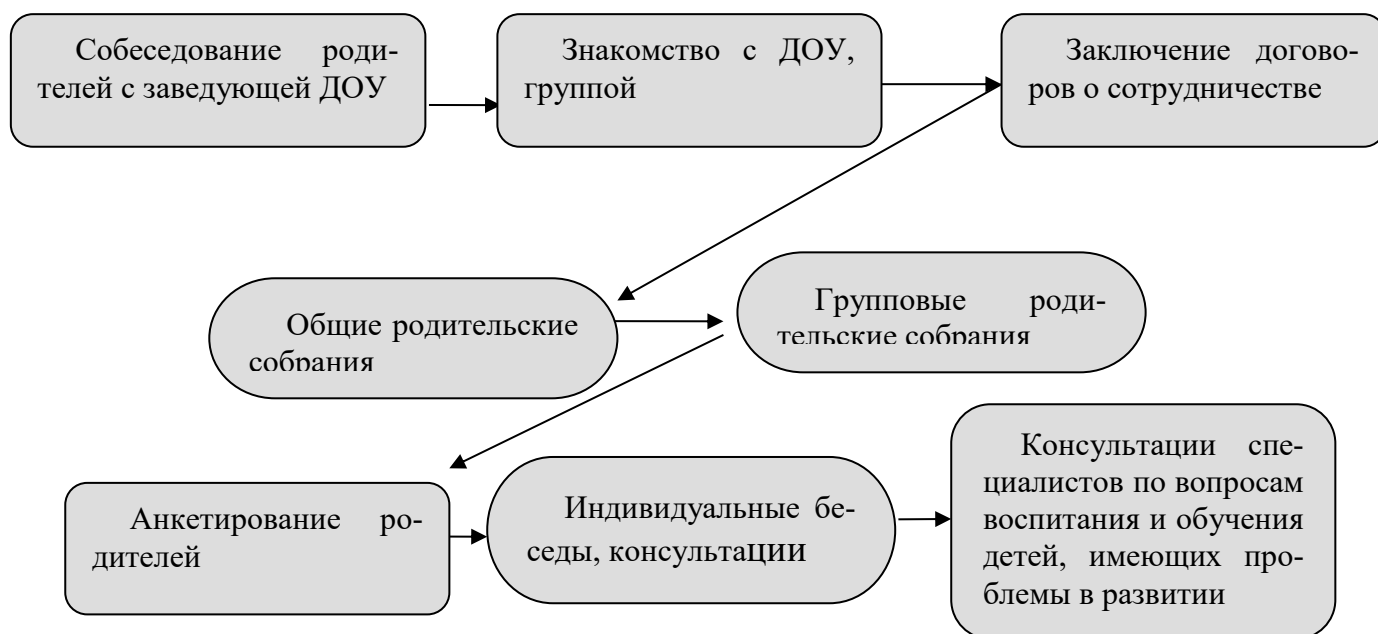 Собеседование роди-
телей с заведующей ДОУ
Знакомство с ДОУ,
группой
Заключение догово-
ров о сотрудничестве
Общие родительские
собрания
Групповые роди-
тельские собрания
Анкетирование ро-
дителей
Индивидуальные бе-
седы, консультации
Консультации спе-
циалистов по вопросам
воспитания и обучения
детей, имеющих про-
блемы в развитии